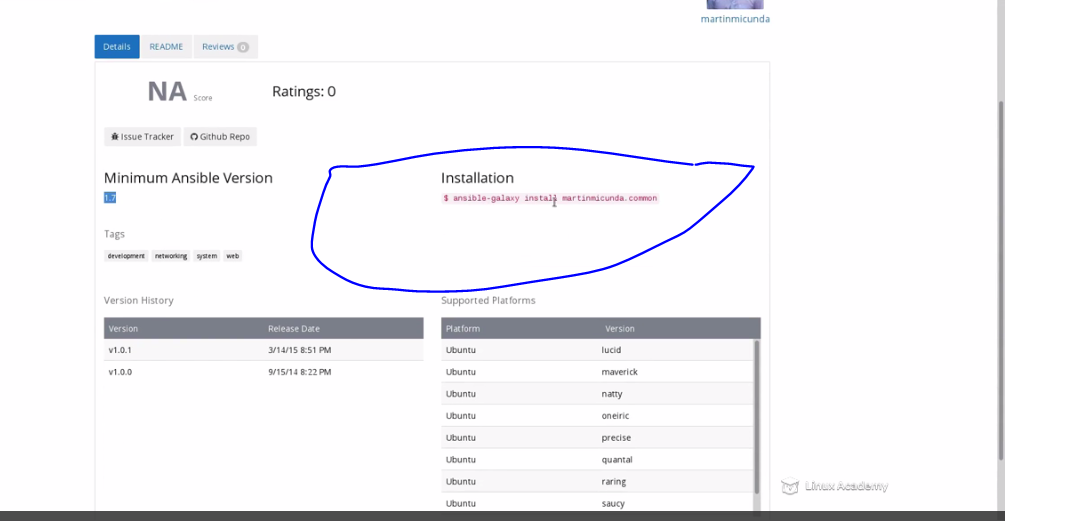 martinmicunda
Details README Reviews 0
NA Score Ratings: 0
Issue Tracker Github Repo
Minimum Ansible Version
1.7
Installation
$ ansible-galaxy install martinmicunda.common
Tags
development networking system web
Version History
Version Release Date
v1.0.1 3/14/15 8:51 PM
v1.0.0 9/15/14 8:22 PM
Supported Platforms
Platform Version
Ubuntu lucid
Ubuntu maverick
Ubuntu natty
Ubuntu oneiric
Ubuntu precise
Ubuntu quantal
Ubuntu raring
Ubuntu saucy
Linux Academy